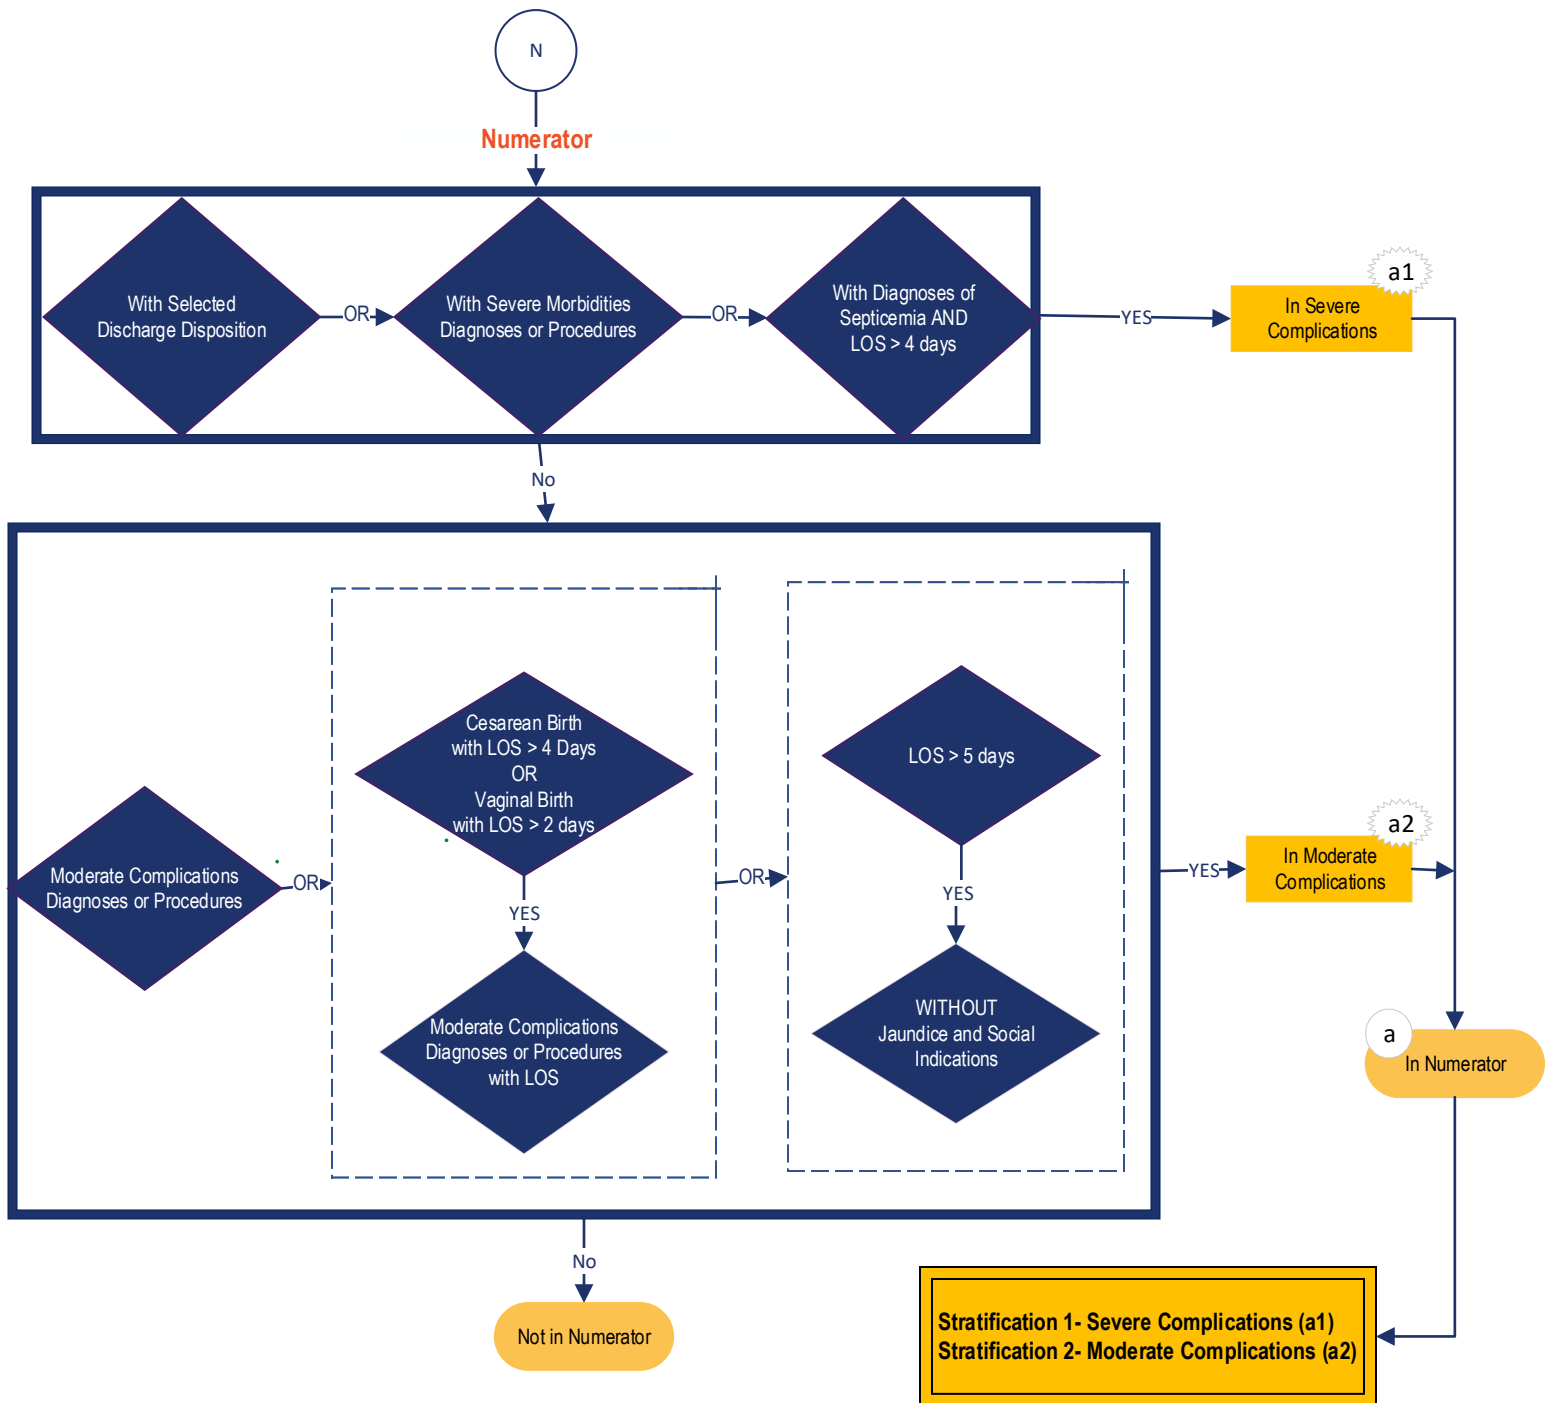 N
Numerator
With Selected
Discharge Disposition
OR
With Severe Morbidities
Diagnoses or Procedures
OR
With Diagnoses of
Septicemia AND
LOS > 4 days
YES
a1
In Severe
Complications
No
Moderate Complications
Diagnoses or Procedures
OR
Cesarean Birth
with LOS > 4 Days
OR
Vaginal Birth
with LOS > 2 days
YES
Moderate Complications
Diagnoses or Procedures
with LOS
OR
LOS > 5 days
YES
WITHOUT
Jaundice and Social
Indications
YES
a2
In Moderate
Complications
a
In Numerator
No
Not in Numerator
Stratification 1- Severe Complications (a1)
Stratification 2- Moderate Complications (a2)